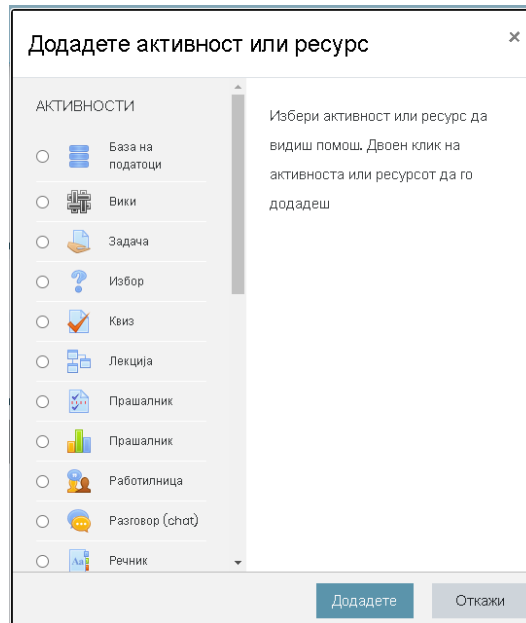 Додадете активност или ресурс
×
АКТИВНОСТИ
База на
податоци
Вики
Задача
Избор
Квиз
Лекција
Прашалник
Прашалник
Работилница
Разговор (chat)
Речник
Избери активност или ресурс да
видиш помош. Двоен клик на
активноста или ресурсот да го
додадеш
Додадете
Откажи